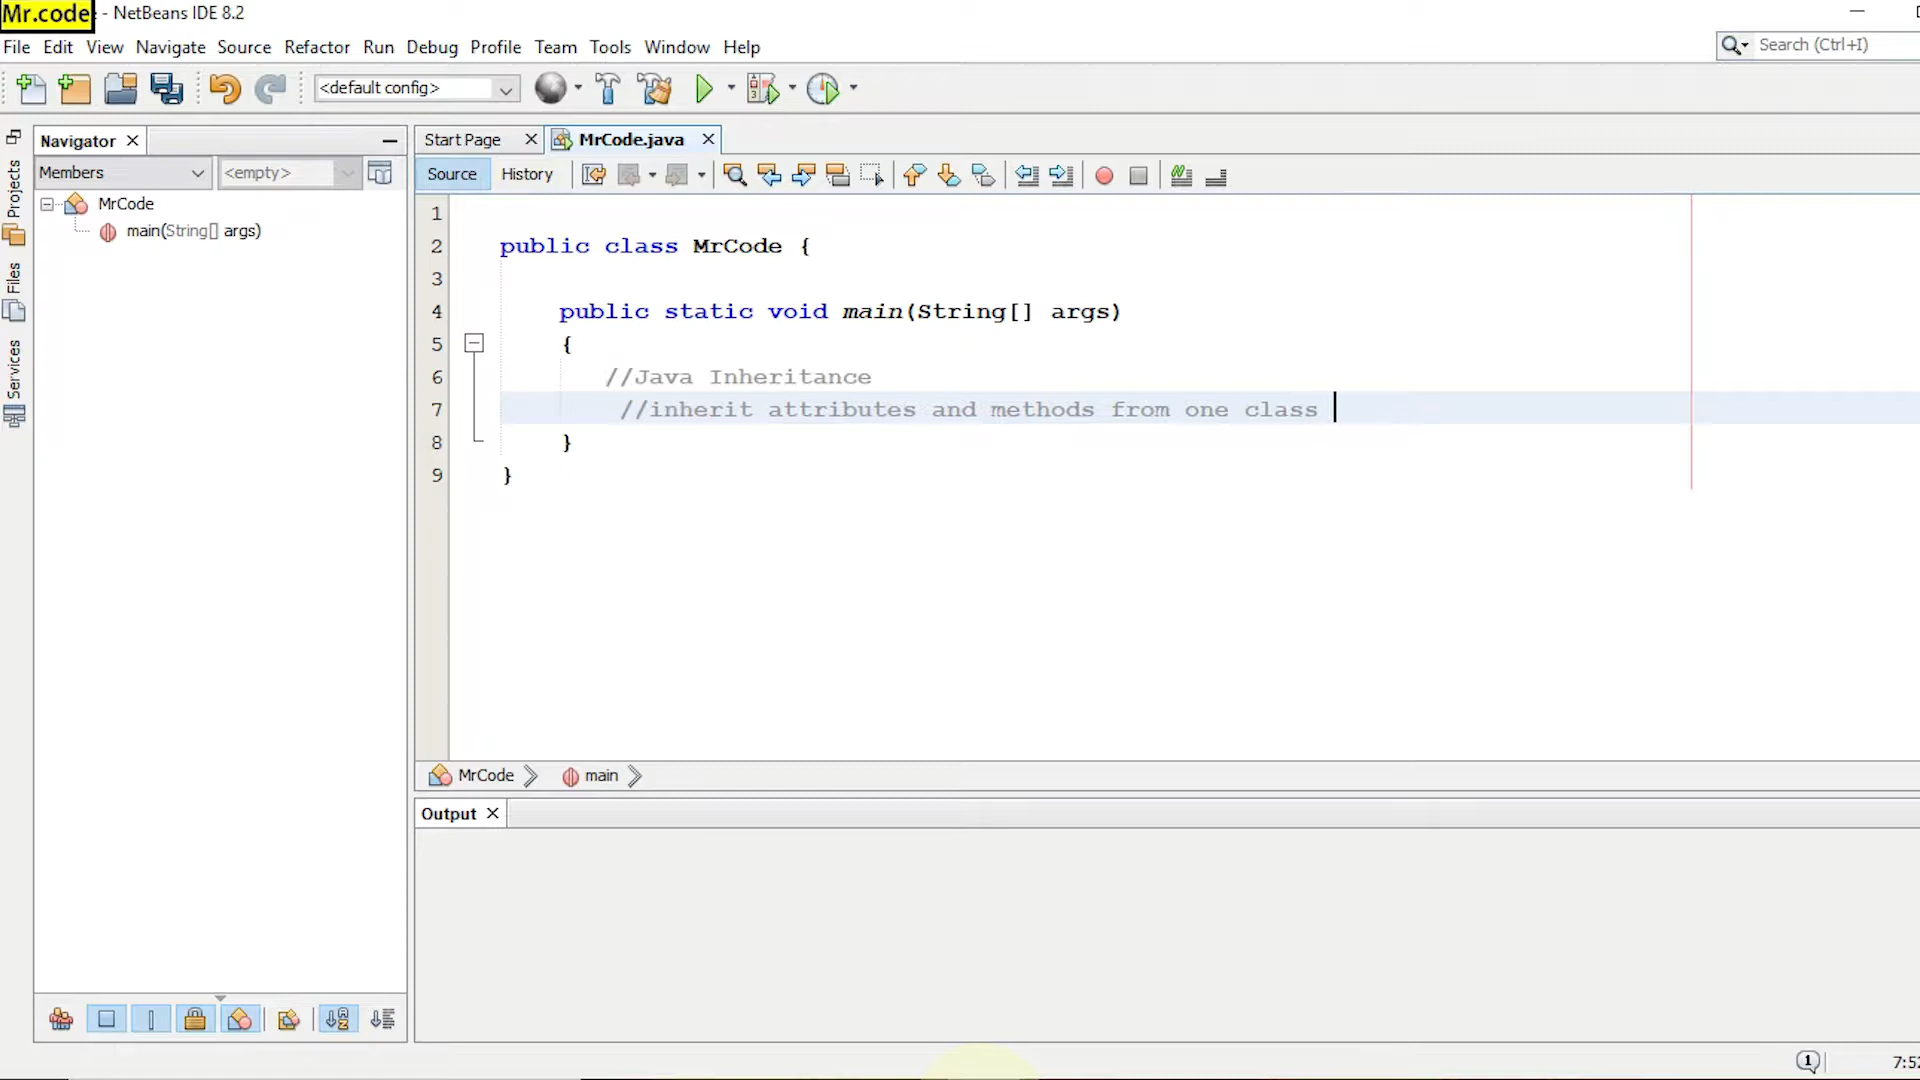 Mr.code - NetBeans IDE 8.2
File Edit View Navigate Source Refactor Run Debug Profile Team Tools Window Help
Search (Ctrl+I)
<default config>
Projects
Files
Services
Navigator
Members <empty>
MrCode
main(String[] args)
Start Page MrCode.java
Source History
1
2 public class MrCode {
3
4 public static void main(String[] args)
5 {
6 //Java Inheritance
7 //inherit attributes and methods from one class
8 }
9 }
MrCode main
Output
1
7:52